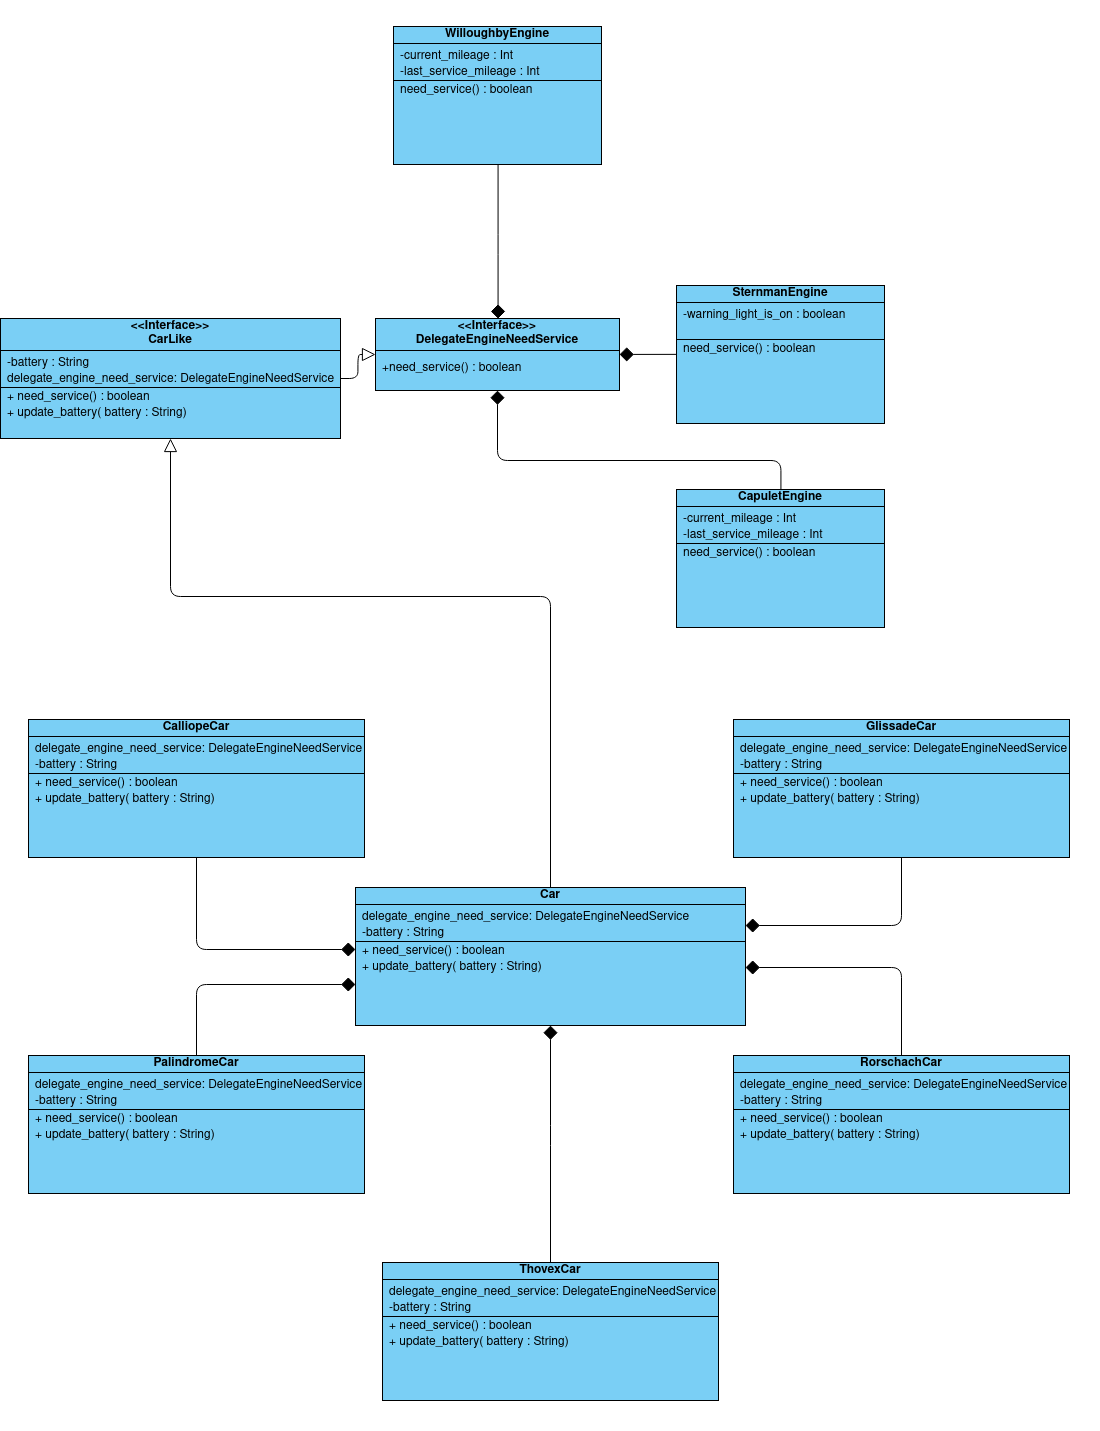 WilloughbyEngine
-current_mileage : Int
-last_service_mileage : Int
need_service() : boolean
SternmanEngine
-warning_light_is_on : boolean
need_service() : boolean
<<Interface>>
CarLike
-battery : String
delegate_engine_need_service: DelegateEngineNeedService
+ need_service() : boolean
+ update_battery( battery : String)
<<Interface>>
DelegateEngineNeedService
+need_service() : boolean
CapuletEngine
-current_mileage : Int
-last_service_mileage : Int
need_service() : boolean
CalliopeCar
delegate_engine_need_service: DelegateEngineNeedService
-battery : String
+ need_service() : boolean
+ update_battery( battery : String)
GlissadeCar
delegate_engine_need_service: DelegateEngineNeedService
-battery : String
+ need_service() : boolean
+ update_battery( battery : String)
Car
delegate_engine_need_service: DelegateEngineNeedService
-battery : String
+ need_service() : boolean
+ update_battery( battery : String)
PalindromeCar
delegate_engine_need_service: DelegateEngineNeedService
-battery : String
+ need_service() : boolean
+ update_battery( battery : String)
RorschachCar
delegate_engine_need_service: DelegateEngineNeedService
-battery : String
+ need_service() : boolean
+ update_battery( battery : String)
ThovexCar
delegate_engine_need_service: DelegateEngineNeedService
-battery : String
+ need_service() : boolean
+ update_battery( battery : String)